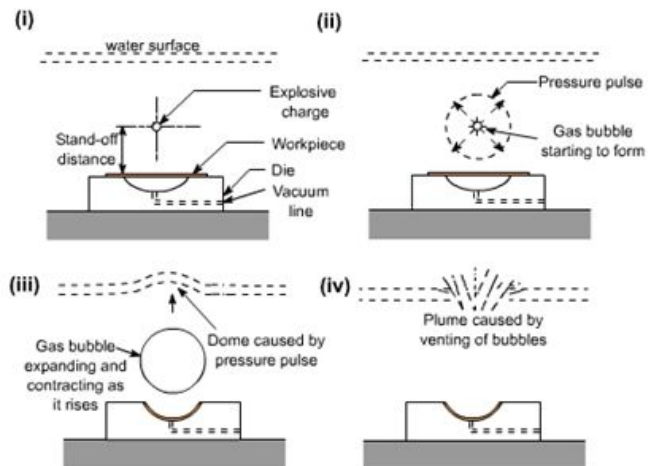 (i)
water surface
Explosive
charge
Stand-off
distance
Workpiece
Die
Vacuum
line
(ii)
Pressure pulse
Gas bubble
starting to form
(iii)
Gas bubble
expanding and
contracting as
it rises
Dome caused by
pressure pulse
(iv)
Plume caused by
venting of bubbles